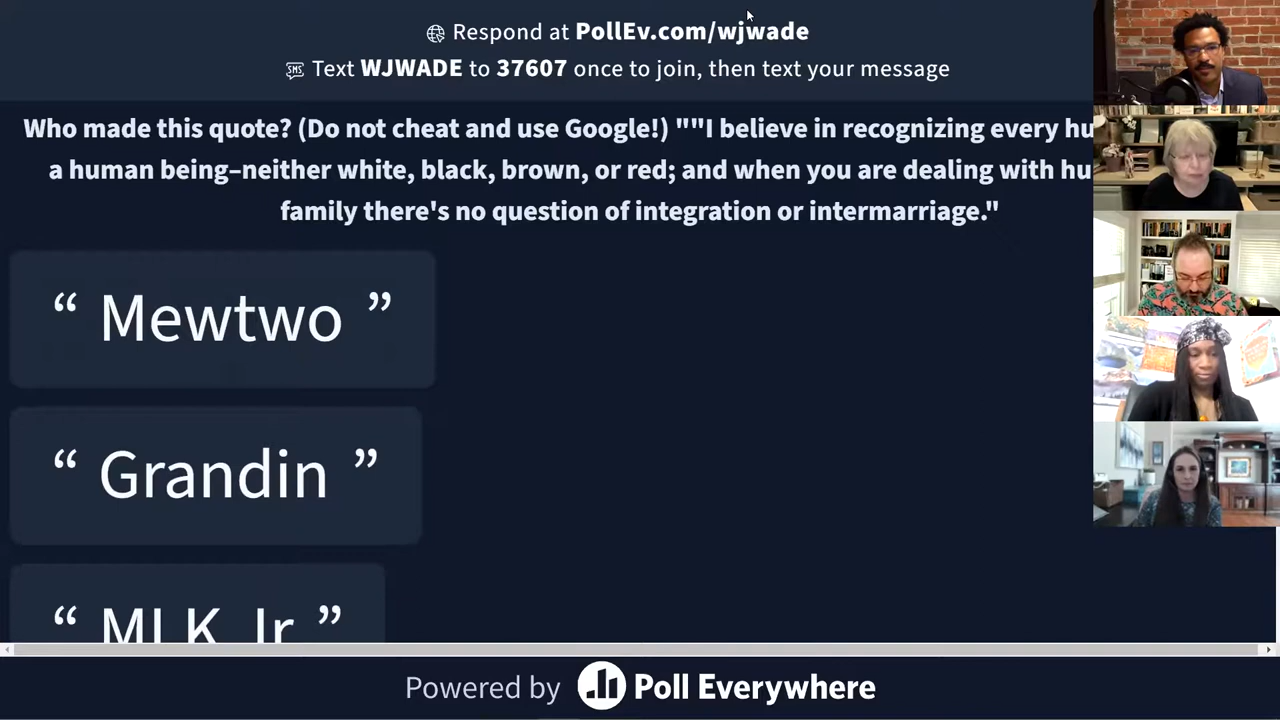 Respond at PollEv.com/wjwade
Text WJWADE to 37607 once to join, then text your message
Who made this quote? (Do not cheat and use Google!) ""I believe in recognizing every
a human being–neither white, black, brown, or red; and when you are dealing with
family there's no question of integration or intermarriage."
“ Mewtwo ”
“ Grandin ”
“ MLK Jr ”
Powered by Poll Everywhere